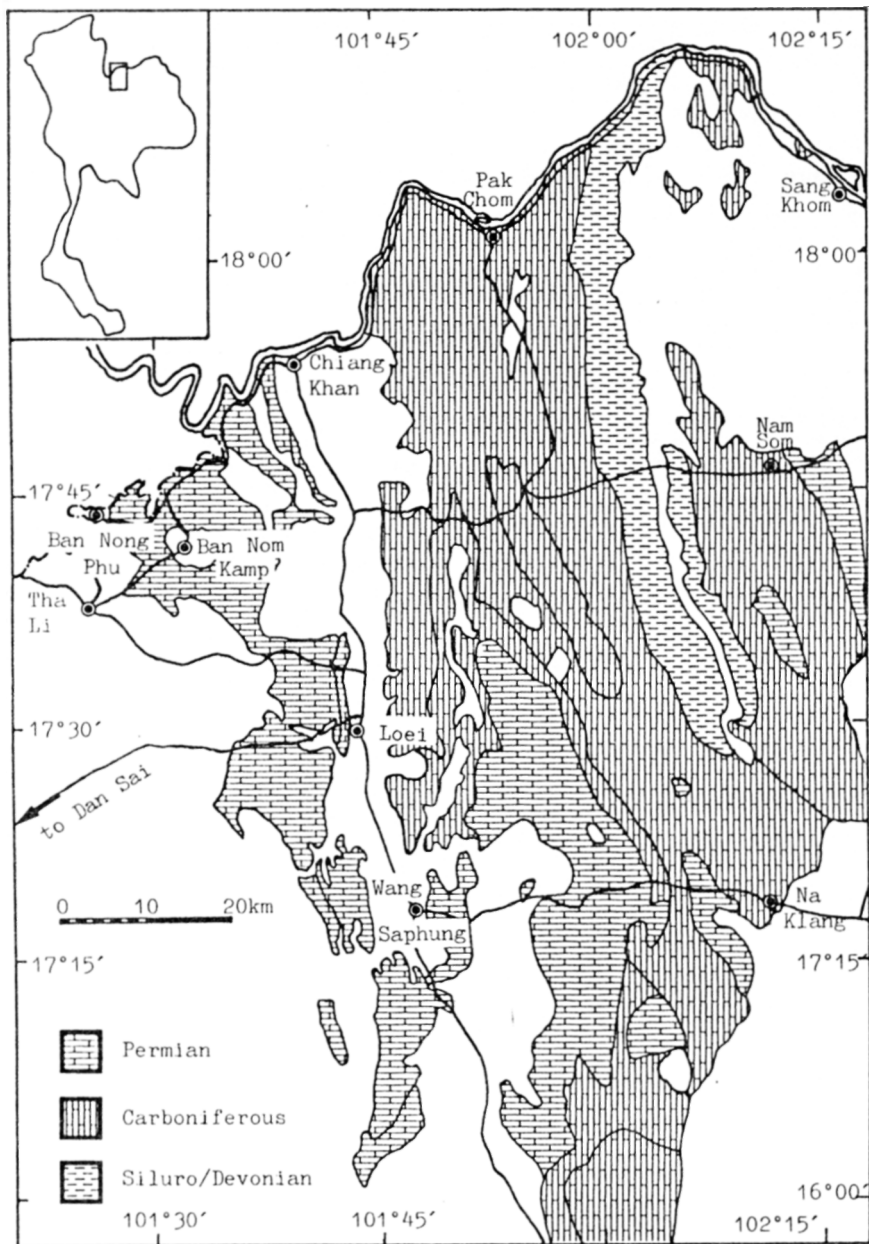 101°45′
102°00′
102°15′
Pak
Chom
Sang
Khom
18°00′
18°00′
Chiang
Khan
Nam
Som
17°45′
Ban Nong
Phu
Ban Nom
Kamp
Tha
Li
17°30′
Loei
to Dan Sai
Wang
Saphung
Na
Klang
0 10 20km
17°15′
17°15′
Permian
Carboniferous
Siluro/Devonian
16°00′
101°30′
101°45′
102°15′